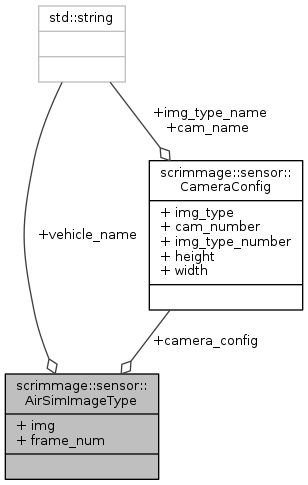 std::string
+img_type_name
+cam_name
scrimmage::sensor::
CameraConfig
+ img_type
+ cam_number
+ img_type_number
+ height
+ width
+vehicle_name
+camera_config
scrimmage::sensor::
AirSimImageType
+ img
+ frame_num